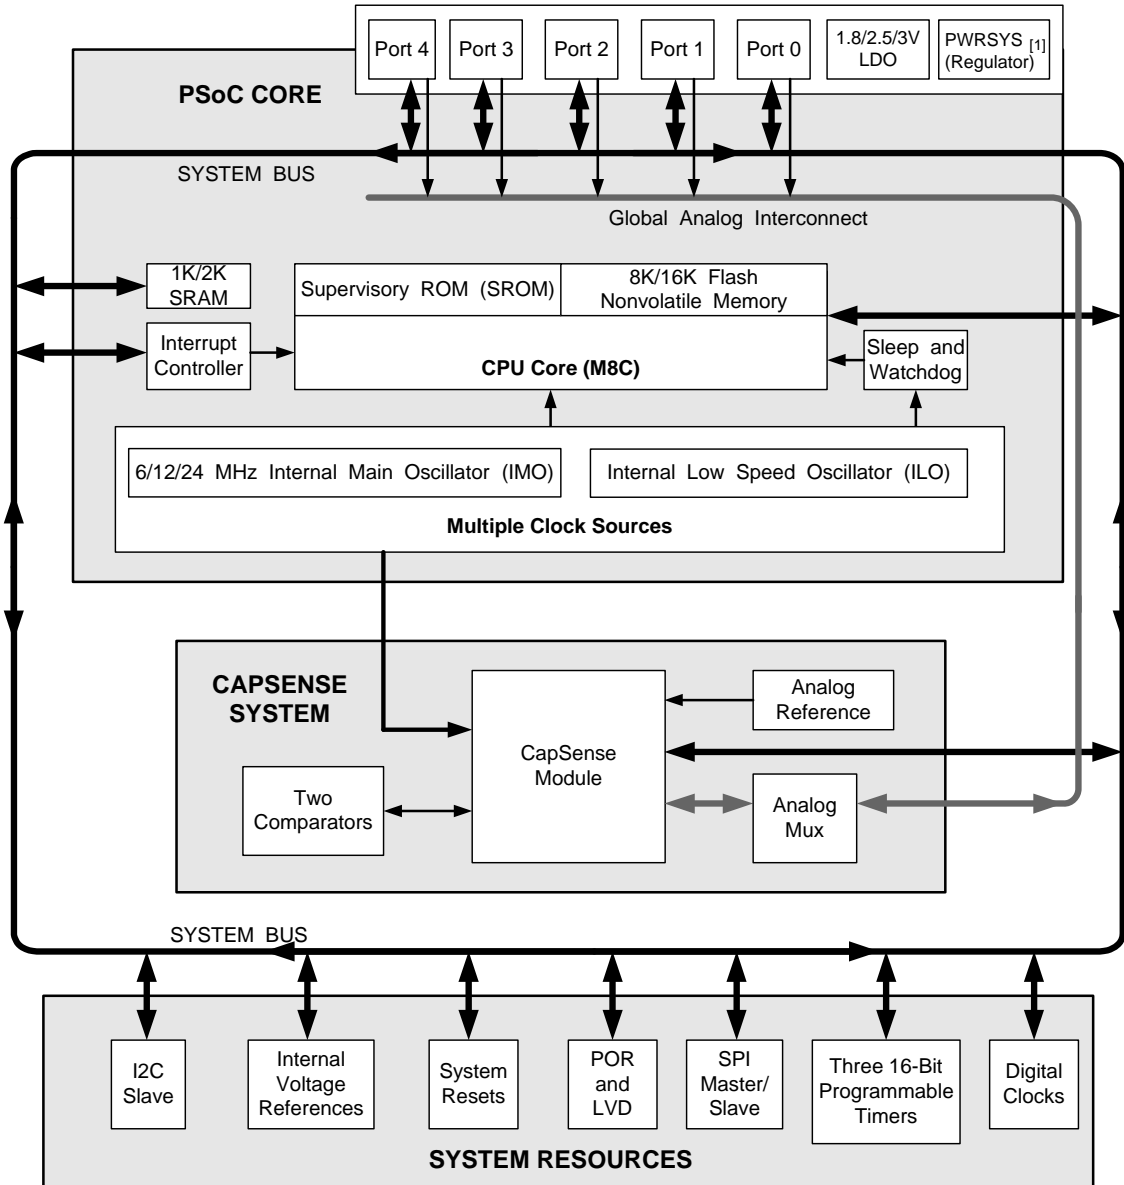 Port 4
Port 3
Port 2
Port 1
Port 0
1.8/2.5/3V
LDO
PWRSYS [1]
(Regulator)
PSoC CORE
SYSTEM BUS
Global Analog Interconnect
1K/2K
SRAM
Supervisory ROM (SROM)
8K/16K Flash
Nonvolatile Memory
Interrupt
Controller
CPU Core (M8C)
Sleep and
Watchdog
6/12/24 MHz Internal Main Oscillator (IMO)
Internal Low Speed Oscillator (ILO)
Multiple Clock Sources
CAPSENSE
SYSTEM
Analog
Reference
CapSense
Module
Two
Comparators
Analog
Mux
SYSTEM BUS
I2C
Slave
Internal
Voltage
References
System
Resets
POR
and
LVD
SPI
Master/
Slave
Three 16-Bit
Programmable
Timers
Digital
Clocks
SYSTEM RESOURCES